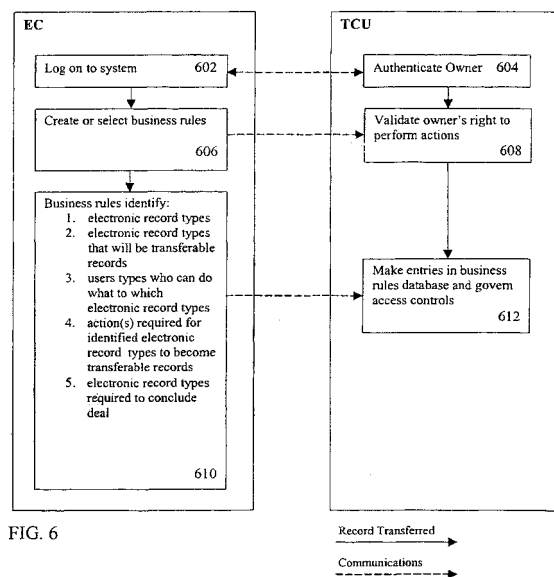 EC
Log on to system 602
Create or select business rules
606
Business rules identify:
1. electronic record types
2. electronic record types
that will be transferable
records
3. users types who can do
what to which
electronic record types
4. action(s) required for
identified electronic
record types to become
transferable records
5. electronic record types
required to conclude
deal
610
TCU
Authenticate Owner 604
Validate owner's right to
perform actions
608
Make entries in business
rules database and govern
access controls
612
FIG. 6
Record Transferred
Communications